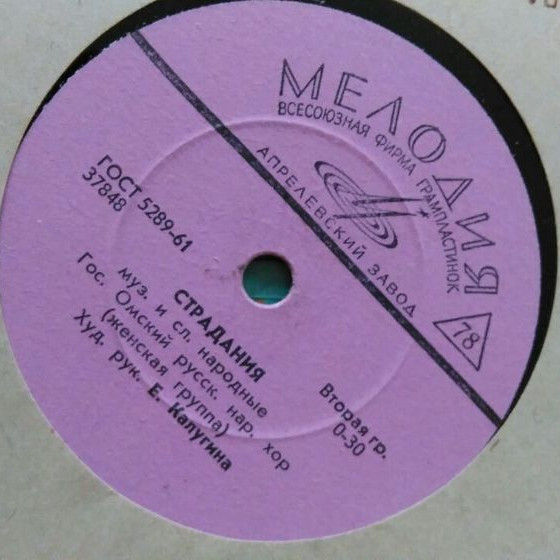 МЕЛОДИЯ
ВСЕСОЮЗНАЯ ФИРМА ГРАМПЛАСТИНОК
АПРЕЛЕВСКИЙ ЗАВОД
78
ГОСТ 5289-61
37848
Вторая гр.
0-30
СТРАДАНИЯ
муз. и сл. народные
Гос. Омский русск. нар. хор
(женская группа)
Худ. рук. Е. Калугина